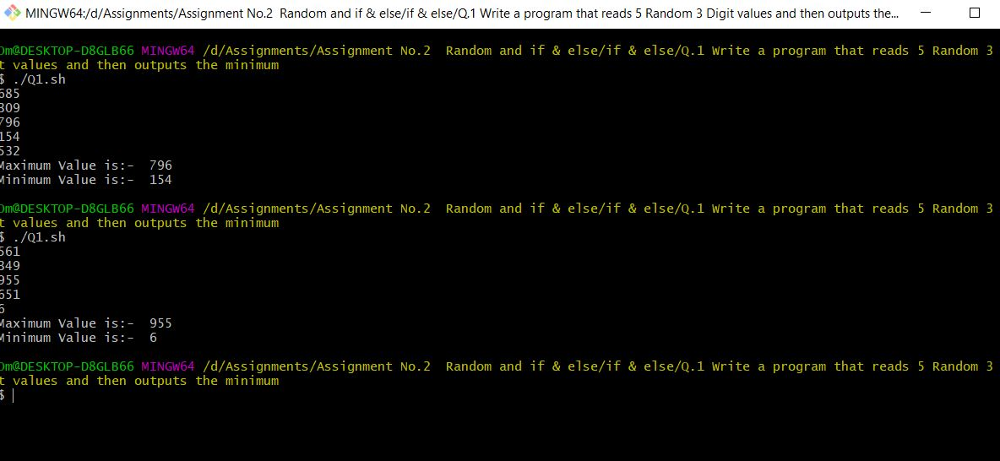 MINGW64:/d/Assignments/Assignment No.2  Random and if & else/if & else/Q.1 Write a program that reads 5 Random 3 Digit values and then outputs the...
Om@DESKTOP-D8GLB66 MINGW64 /d/Assignments/Assignment No.2  Random and if & else/if & else/Q.1 Write a program that reads 5 Random 3
t values and then outputs the minimum
$ ./Q1.sh
685
309
796
154
532
Maximum Value is:-  796
Minimum Value is:-  154
Om@DESKTOP-D8GLB66 MINGW64 /d/Assignments/Assignment No.2  Random and if & else/if & else/Q.1 Write a program that reads 5 Random 3
t values and then outputs the minimum
$ ./Q1.sh
561
849
955
651
6
Maximum Value is:-  955
Minimum Value is:-  6
Om@DESKTOP-D8GLB66 MINGW64 /d/Assignments/Assignment No.2  Random and if & else/if & else/Q.1 Write a program that reads 5 Random 3
t values and then outputs the minimum
$